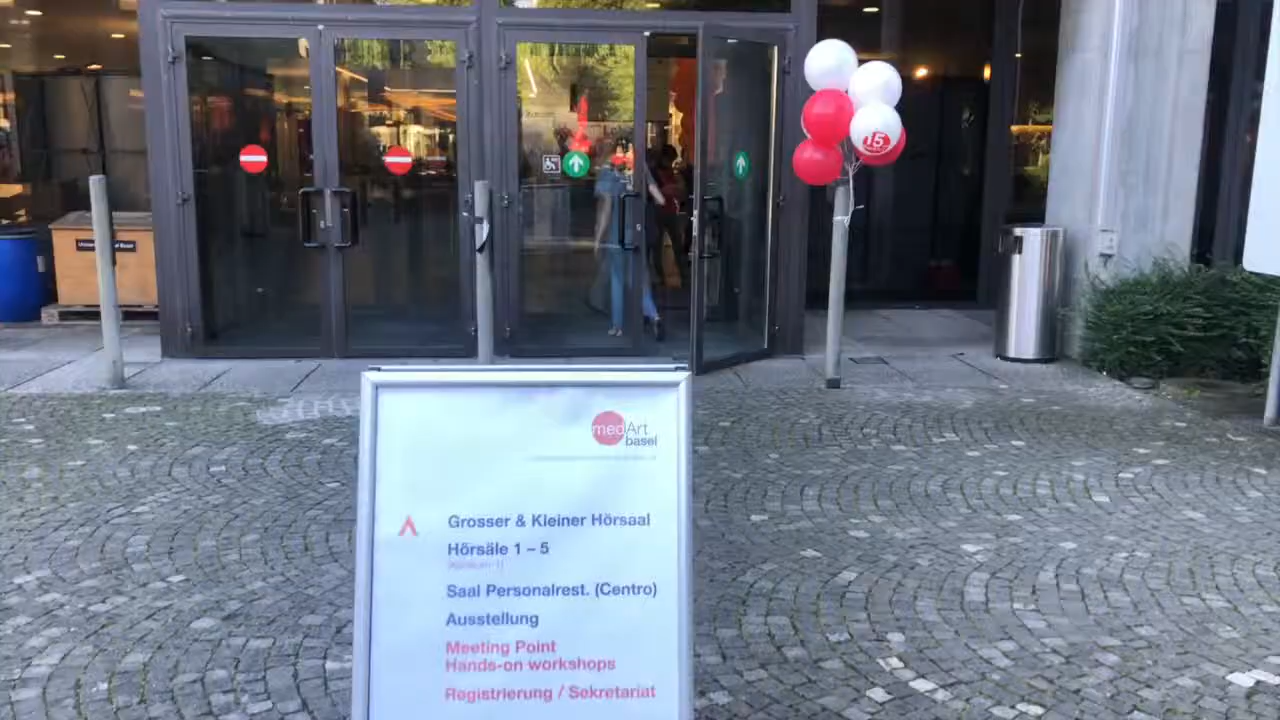 15
medArt
basel
Grosser & Kleiner Hörsaal
Hörsäle 1 – 5
Saal Personalrest. (Centro)
Ausstellung
Meeting Point
Hands-on workshops
Registrierung / Sekretariat